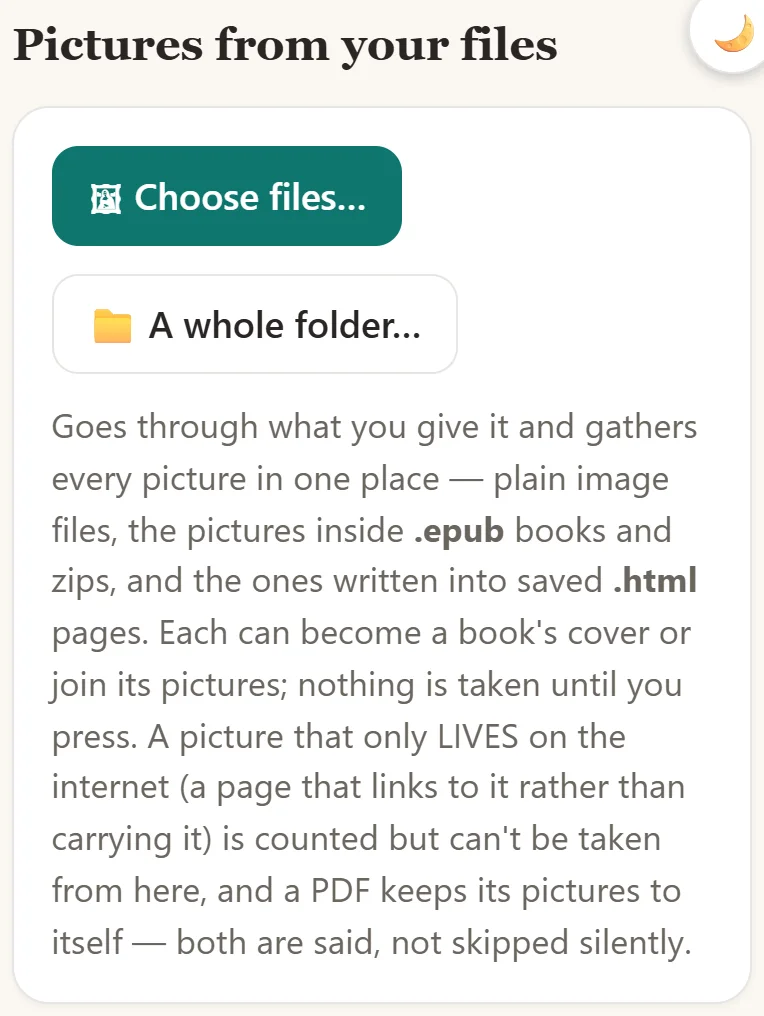 Pictures from your files
Choose files...
A whole folder...
Goes through what you give it and gathers
every picture in one place — plain image
files, the pictures inside .epub books and
zips, and the ones written into saved .html
pages. Each can become a book's cover or
join its pictures; nothing is taken until you
press. A picture that only LIVES on the
internet (a page that links to it rather than
carrying it) is counted but can't be taken
from here, and a PDF keeps its pictures to
itself — both are said, not skipped silently.